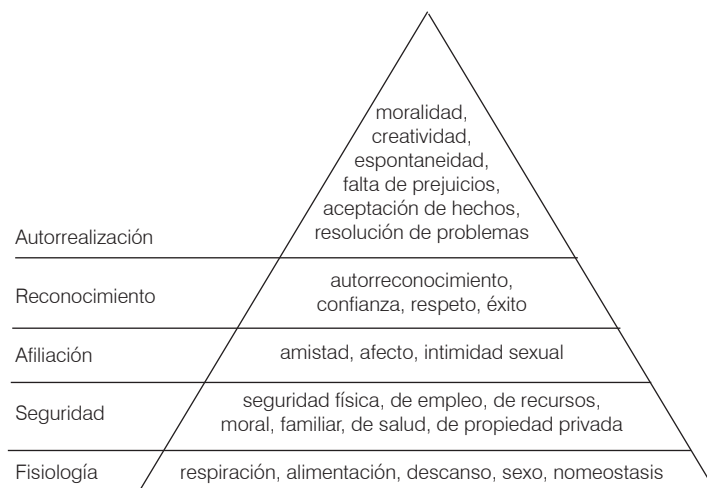 moralidad,
creatividad,
espontaneidad,
falta de prejuicios,
aceptación de hechos,
resolución de problemas
Autorrealización
autorreconocimiento,
confianza, respeto, éxito
Reconocimiento
amistad, afecto, intimidad sexual
Afiliación
seguridad física, de empleo, de recursos,
moral, familiar, de salud, de propiedad privada
Seguridad
Fisiología
respiración, alimentación, descanso, sexo, nomeostasis